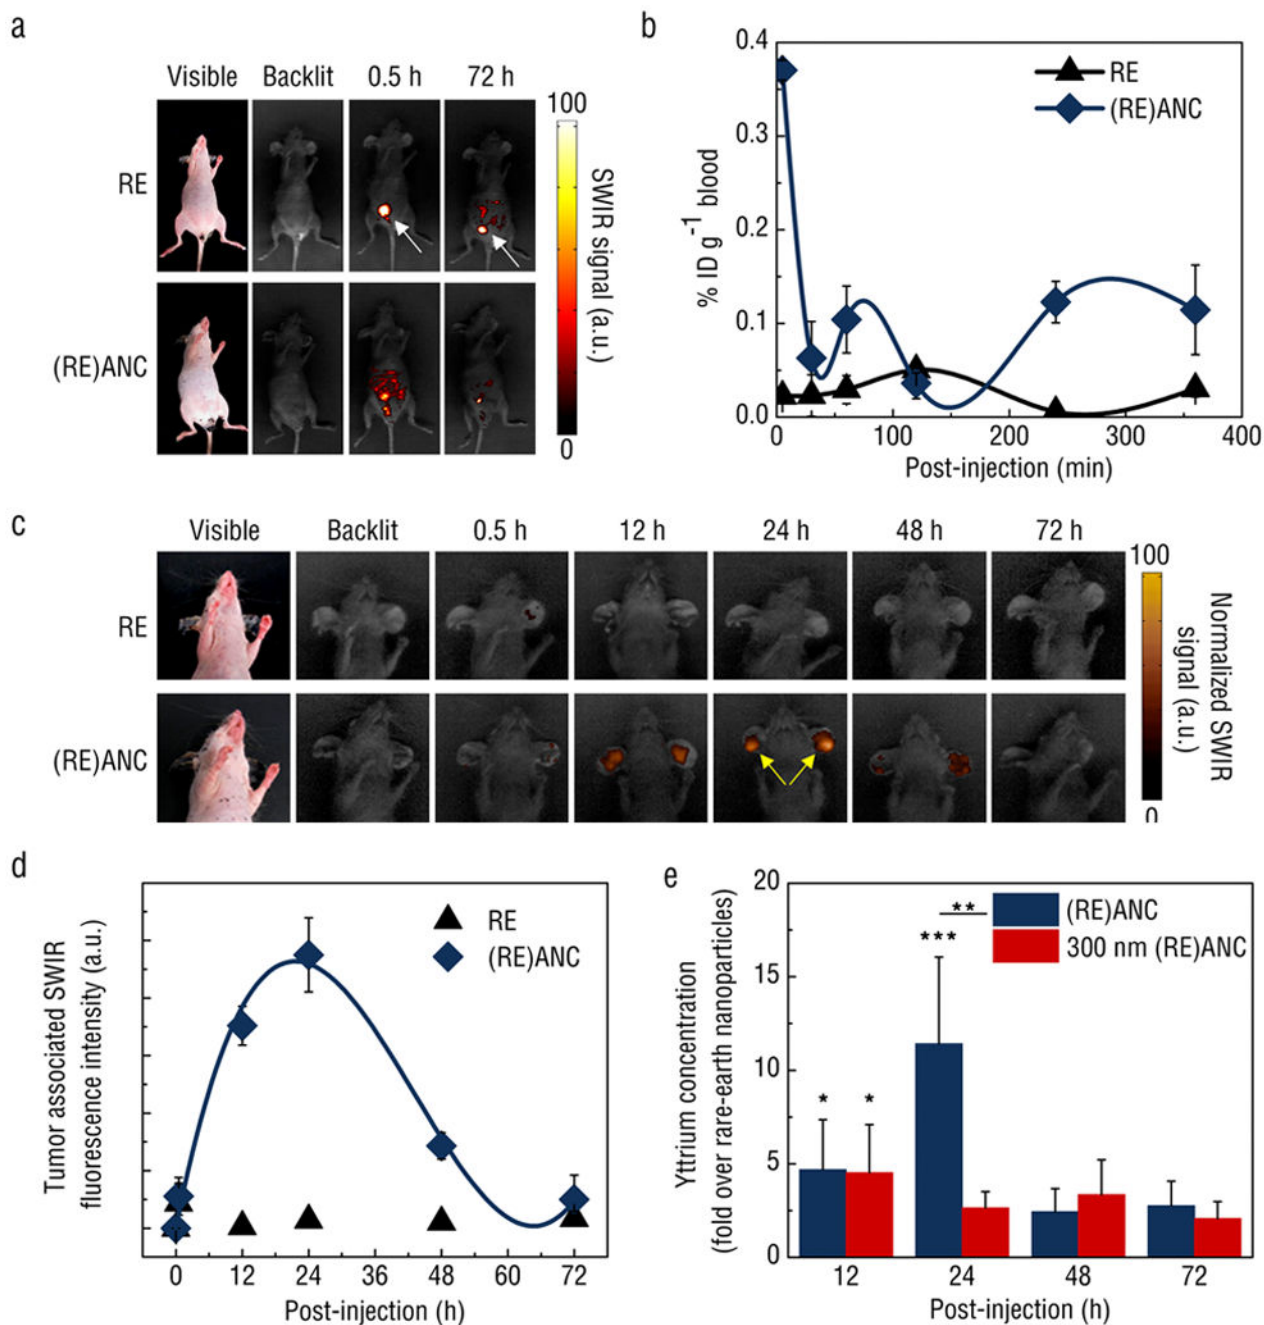 a
Visible Backlit 0.5 h 72 h
RE
(RE)ANC
100
SWIR signal (a.u.)
0
b
0.4
0.3
0.2
0.1
0.0
% ID g-1 blood
RE
(RE)ANC
0 100 200 300 400
Post-injection (min)
c
Visible Backlit 0.5 h 12 h 24 h 48 h 72 h
RE
(RE)ANC
100
Normalized SWIR
signal (a.u.)
0
d
Tumor associated SWIR
fluorescence intensity (a.u.)
RE
(RE)ANC
0 12 24 36 48 60 72
Post-injection (h)
e
20
15
10
5
0
Yttrium concentration
(fold over rare-earth nanoparticles)
(RE)ANC
300 nm (RE)ANC
**
***
* *
12 24 48 72
Post-injection (h)